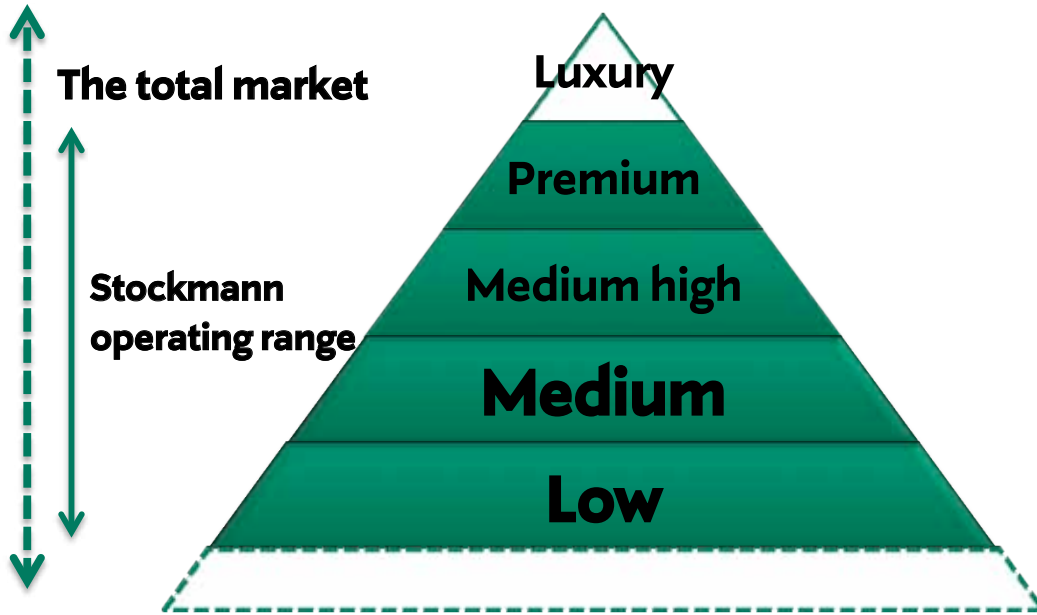 The total market
Luxury
Premium
Stockmann
operating range
Medium high
Medium
Low